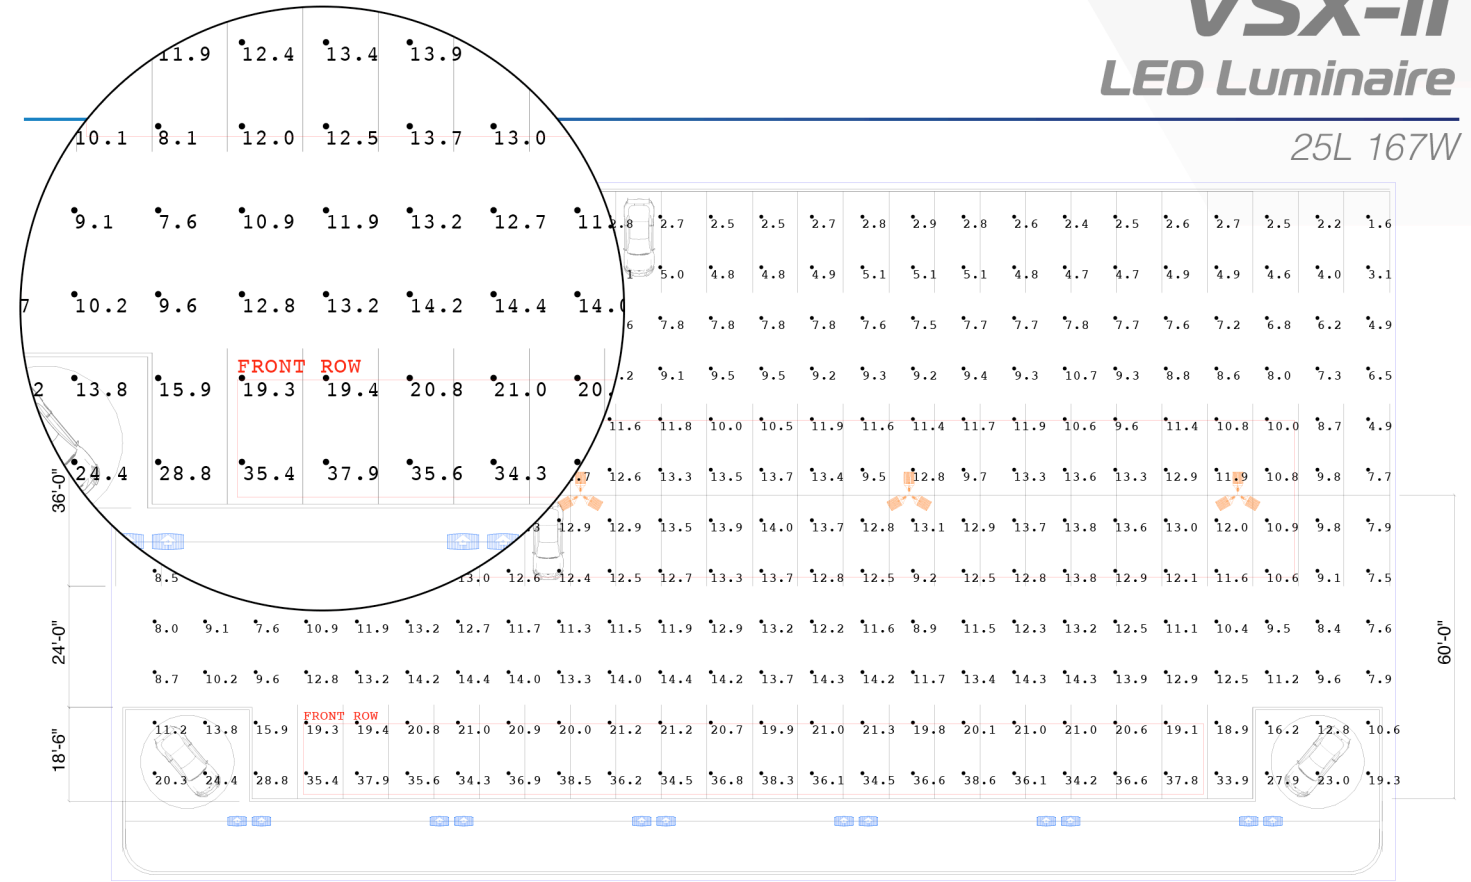 VSX-II
LED Luminaire
25L 167W
11.9 12.4 13.4 13.9
10.1 8.1 12.0 12.5 13.7 13.0
9.1 7.6 10.9 11.9 13.2 12.7 11.
7 10.2 9.6 12.8 13.2 14.2 14.4 14.0
FRONT ROW
2 13.8 15.9 19.3 19.4 20.8 21.0 20.
24.4 28.8 35.4 37.9 35.6 34.3
2.8 2.7 2.5 2.5 2.7 2.8 2.9 2.8 2.6 2.4 2.5 2.6 2.7 2.5 2.2 1.6
1 5.0 4.8 4.8 4.9 5.1 5.1 5.1 4.8 4.7 4.7 4.9 4.9 4.6 4.0 3.1
6 7.8 7.8 7.8 7.8 7.6 7.5 7.7 7.7 7.8 7.7 7.6 7.2 6.8 6.2 4.9
.2 9.1 9.5 9.5 9.2 9.3 9.2 9.4 9.3 10.7 9.3 8.8 8.6 8.0 7.3 6.5
11.6 11.8 10.0 10.5 11.9 11.6 11.4 11.7 11.9 10.6 9.6 11.4 10.8 10.0 8.7 4.9
.7 12.6 13.3 13.5 13.7 13.4 9.5 12.8 9.7 13.3 13.6 13.3 12.9 11.9 10.8 9.8 7.7
.3 12.9 12.9 13.5 13.9 14.0 13.7 12.8 13.1 12.9 13.7 13.8 13.6 13.0 12.0 10.9 9.8 7.9
8.5 13.0 12.6 12.4 12.5 12.7 13.3 13.7 12.8 12.5 9.2 12.5 12.8 13.8 12.9 12.1 11.6 10.6 9.1 7.5
8.0 9.1 7.6 10.9 11.9 13.2 12.7 11.7 11.3 11.5 11.9 12.9 13.2 12.2 11.6 8.9 11.5 12.3 13.2 12.5 11.1 10.4 9.5 8.4 7.6
8.7 10.2 9.6 12.8 13.2 14.2 14.4 14.0 13.3 14.0 14.4 14.2 13.7 14.3 14.2 11.7 13.4 14.3 14.3 13.9 12.9 12.5 11.2 9.6 7.9
FRONT ROW
11.2 13.8 15.9 19.3 19.4 20.8 21.0 20.9 20.0 21.2 21.2 20.7 19.9 21.0 21.3 19.8 20.1 21.0 21.0 20.6 19.1 18.9 16.2 12.8 10.6
20.3 24.4 28.8 35.4 37.9 35.6 34.3 36.9 38.5 36.2 34.5 36.8 38.3 36.1 34.5 36.6 38.6 36.1 34.2 36.6 37.8 33.9 27.9 23.0 19.3
36'-0"
24'-0"
18'-6"
60'-0"